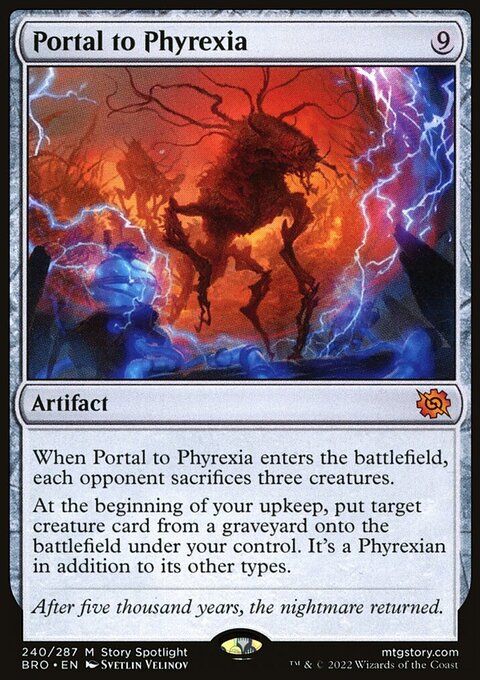 Portal to Phyrexia 9
Artifact
When Portal to Phyrexia enters the battlefield,
each opponent sacrifices three creatures.
At the beginning of your upkeep, put target
creature card from a graveyard onto the
battlefield under your control. It's a Phyrexian
in addition to its other types.
After five thousand years, the nightmare returned.
240/287 M Story Spotlight
mtgstory.com
BRO • EN Svetlin Velinov
™ & © 2022 Wizards of the Coast